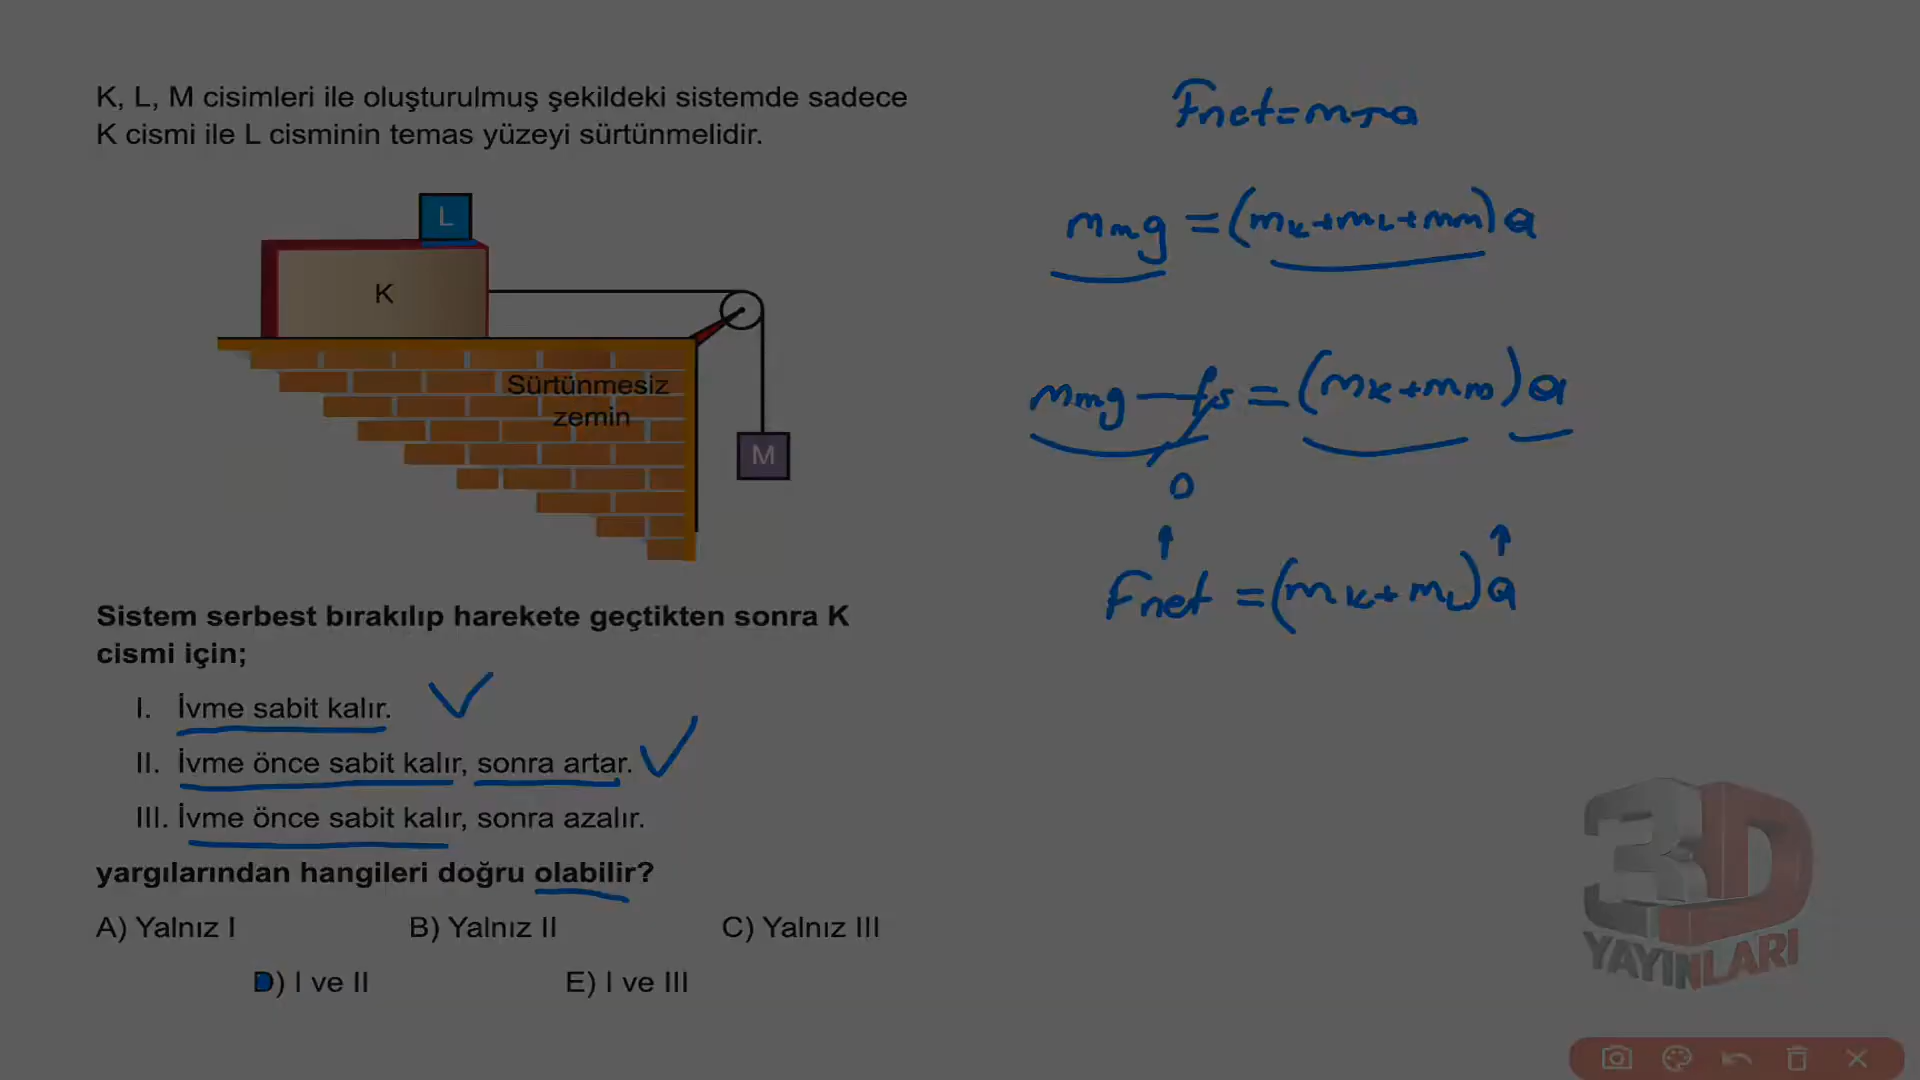 K, L, M cisimleri ile oluşturulmuş şekildeki sistemde sadece
K cismi ile L cisminin temas yüzeyi sürtünmelidir.
L
K
Sürtünmesiz
zemin
M
Sistem serbest bırakılıp harekete geçtikten sonra K
cismi için;
I. İvme sabit kalır.
II. İvme önce sabit kalır, sonra artar.
III. İvme önce sabit kalır, sonra azalır.
yargılarından hangileri doğru olabilir?
A) Yalnız I
B) Yalnız II
C) Yalnız III
D) I ve II
E) I ve III
Fnet=mTa
mmg = (mK+mL+mm)a
mmg - fs = (mK+mm)a
0
↑ ↑
Fnet = (mK+mL)a
3D
YAYINLARI